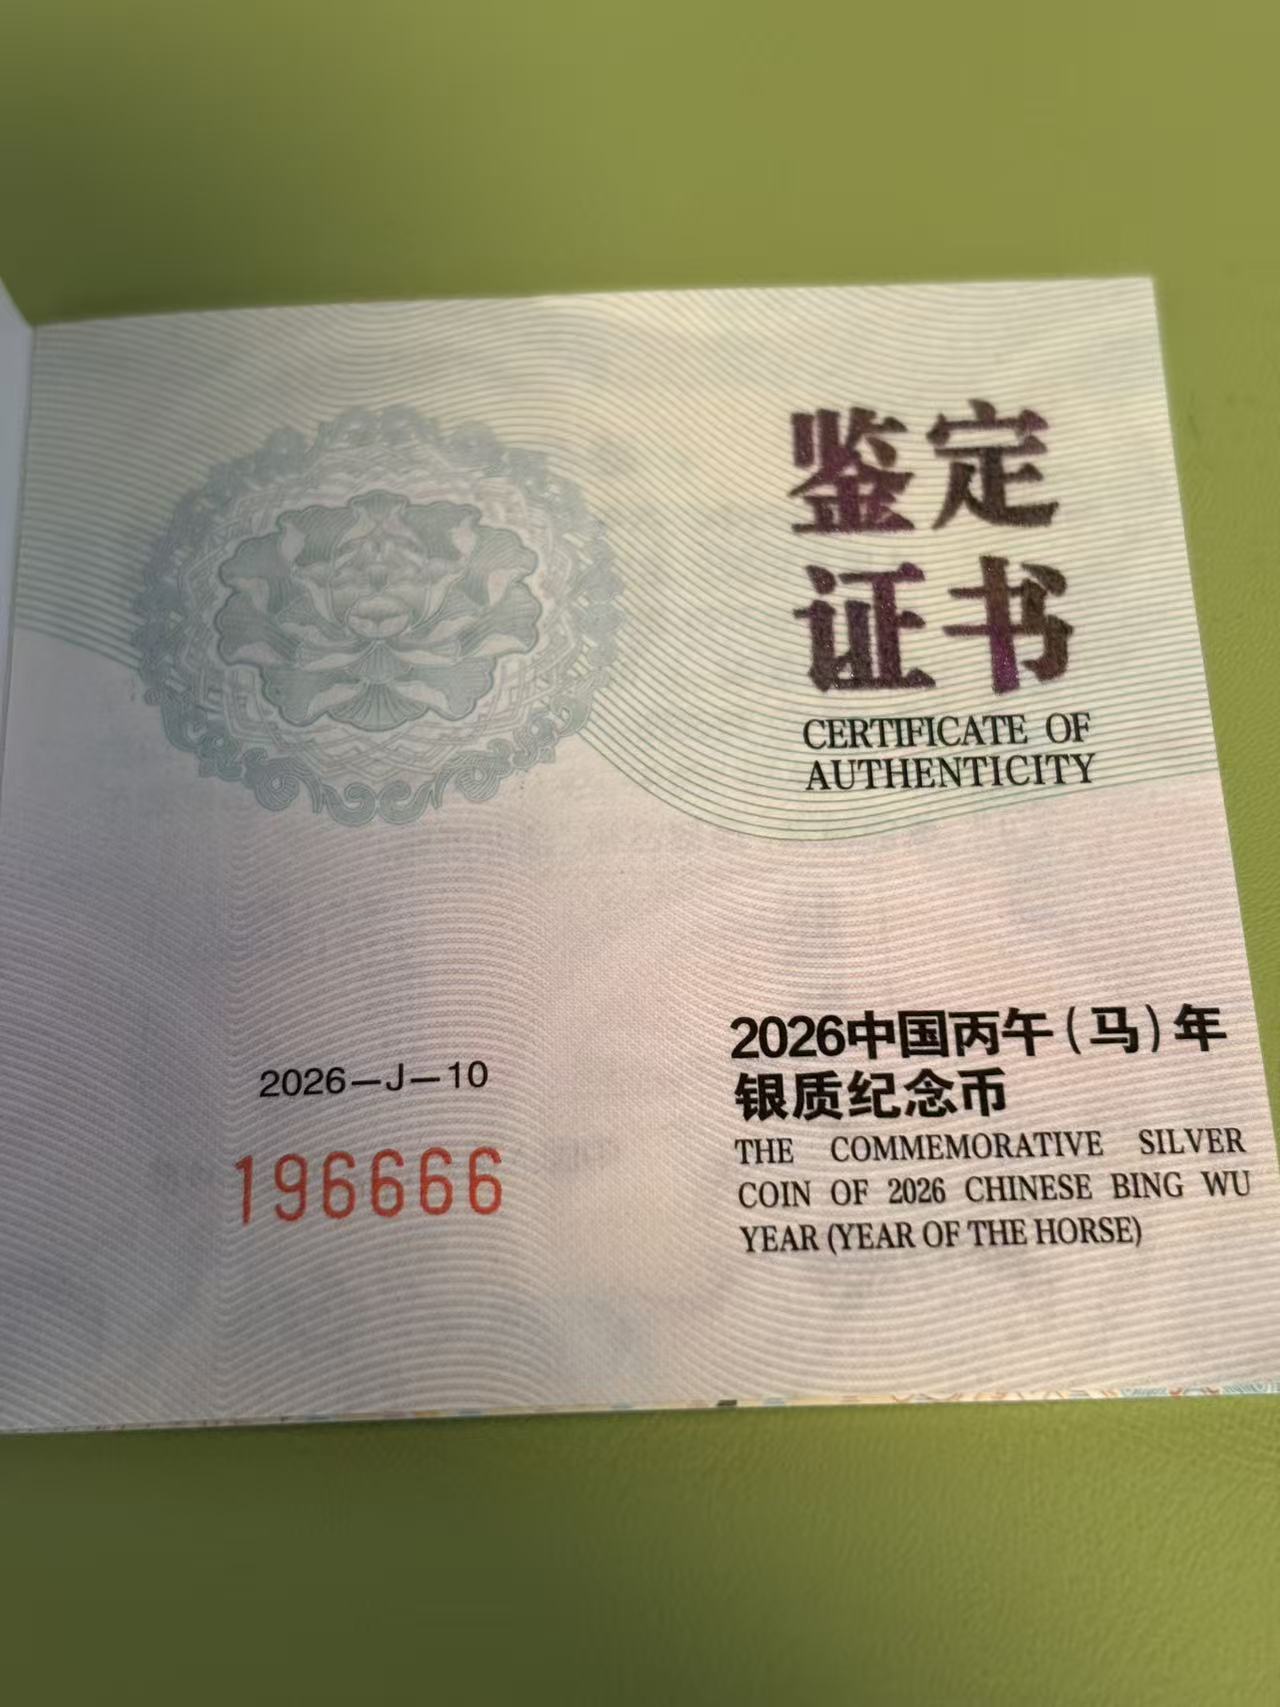 鉴定
证书
CERTIFICATE OF
AUTHENTICITY
2026—J—10
196666
2026中国丙午（马）年
银质纪念币
THE COMMEMORATIVE SILVER
COIN OF 2026 CHINESE BING WU
YEAR (YEAR OF THE HORSE)